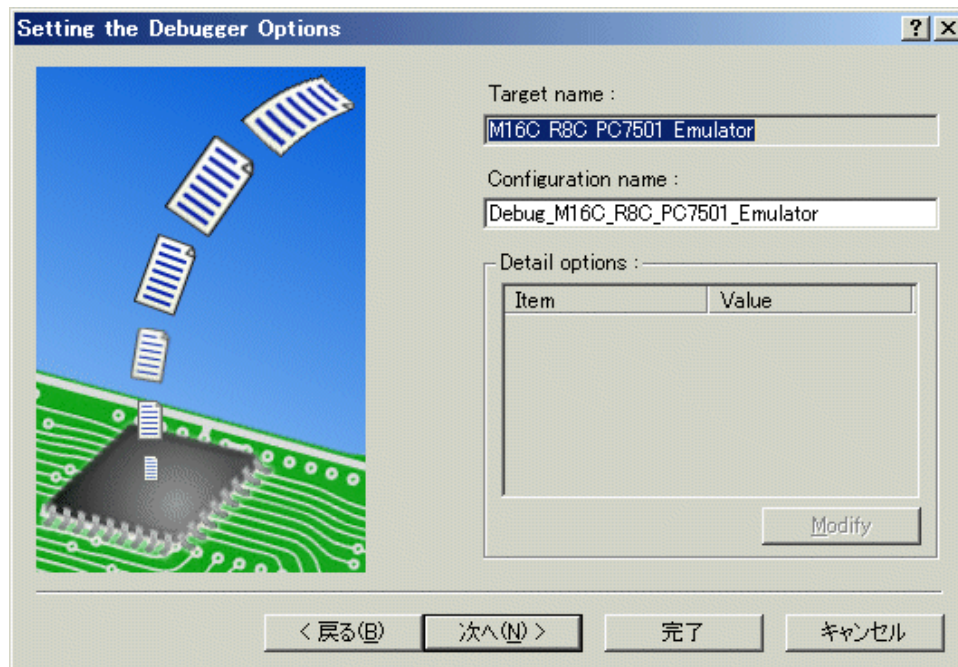 Setting the Debugger Options
Target name :
M16C R8C PC7501 Emulator
Configuration name :
Debug_M16C_R8C_PC7501_Emulator
Detail options :
Item Value
Modify
< 戻る(B) 次へ(N) > 完了 キャンセル